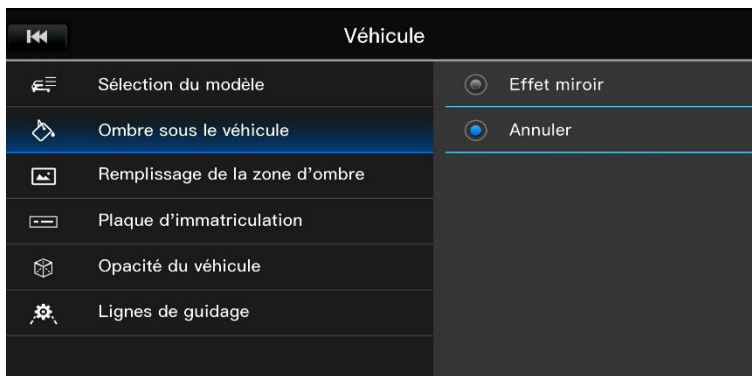 Véhicule
Sélection du modèle
Effet miroir
Ombre sous le véhicule
Annuler
Remplissage de la zone d'ombre
Plaque d'immatriculation
Opacité du véhicule
Lignes de guidage